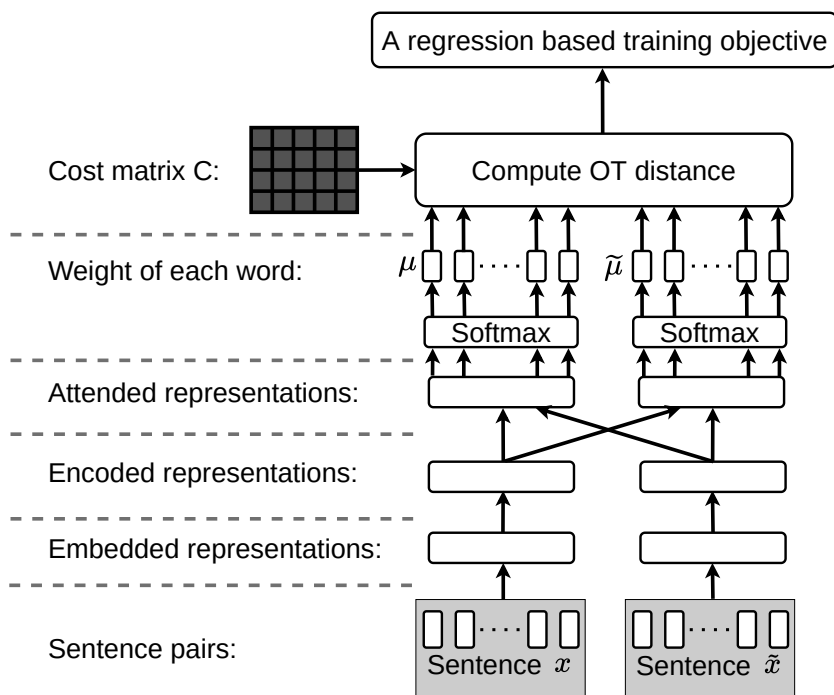 A regression based training objective
Cost matrix C:
Compute OT distance
Weight of each word:
μ
. . . .
μ̃
. . . .
Softmax
Softmax
Attended representations:
Encoded representations:
Embedded representations:
Sentence pairs:
. . . .
. . . .
Sentence x
Sentence x̃